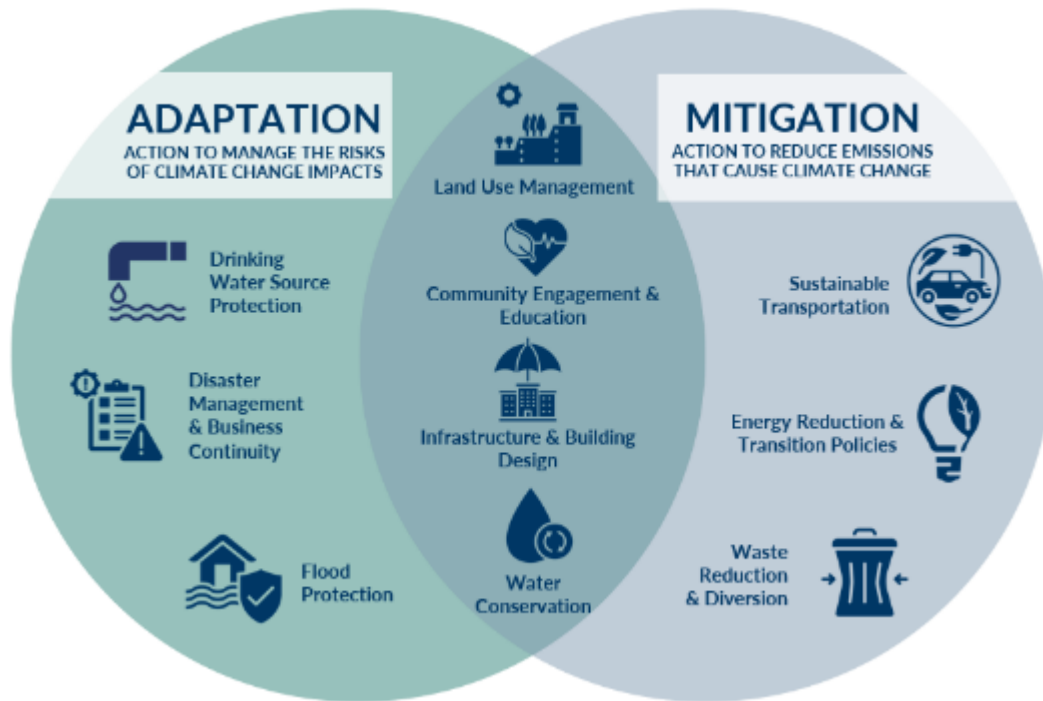 ADAPTATION
ACTION TO MANAGE THE RISKS
OF CLIMATE CHANGE IMPACTS
Drinking
Water Source
Protection
Disaster
Management
& Business
Continuity
Flood
Protection
Land Use Management
Community Engagement &
Education
Infrastructure & Building
Design
Water
Conservation
MITIGATION
ACTION TO REDUCE EMISSIONS
THAT CAUSE CLIMATE CHANGE
Sustainable
Transportation
Energy Reduction &
Transition Policies
Waste
Reduction
& Diversion